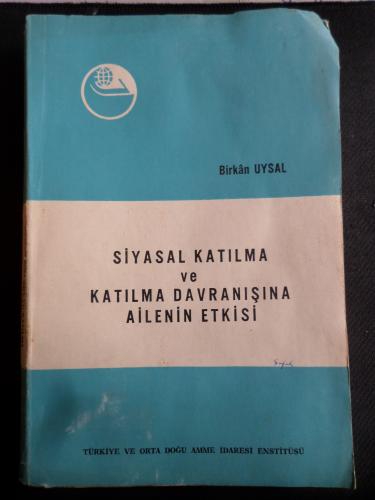 Birkân UYSAL
SİYASAL KATILMA
ve
KATILMA DAVRANIŞINA
AİLENİN ETKİSİ
TÜRKİYE VE ORTA DOĞU AMME İDARESİ ENSTİTÜSÜ